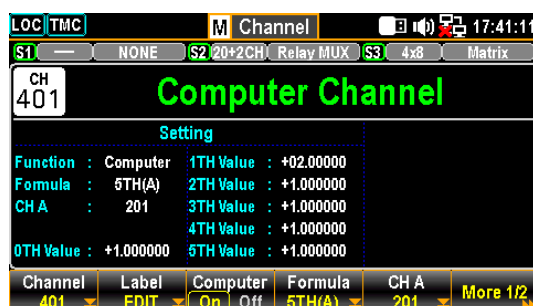 LOC TMC M Channel 17:41:11
S1 — NONE S2 20+2CH Relay MUX S3 4x8 Matrix
CH
401 Computer Channel
Setting
Function : Computer 1TH Value : +02.00000
Formula : 5TH(A) 2TH Value : +1.000000
CH A : 201 3TH Value : +1.000000
4TH Value : +1.000000
0TH Value : +1.000000 5TH Value : +1.000000
Channel Label Computer Formula CH A More 1/2
401 EDIT On Off 5TH(A) 201